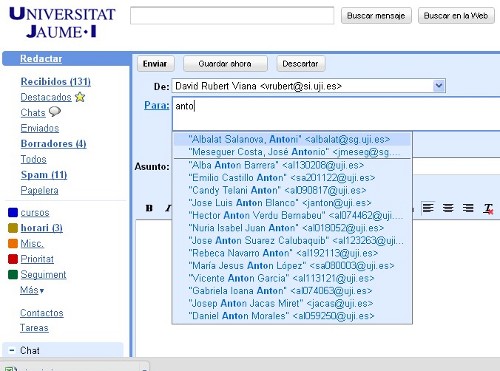 UNIVERSITAT
JAUME·I
Buscar mensaje
Buscar en la Web
Redactar
Recibidos (131)
Destacados
Chats
Enviados
Borradores (4)
Todos
Spam (11)
Papelera
cursos
horari (3)
Misc.
Prioritat
Seguiment
Más▾
Contactos
Tareas
− Chat
Enviar
Guardar ahora
Descartar
De: David Rubert Viana <vrubert@si.uji.es>
Para: anto
"Albalat Salanova, Antoni" <albalat@sg.uji.es>
"Meseguer Costa, José Antonio" <jmeseg@sg....
Asunto:
"Alba Anton Barrera" <al130208@uji.es>
"Emilio Castillo Anton" <sa201122@uji.es>
"Candy Telani Anton" <al090817@uji.es>
"Jose Luis Anton Blanco" <janton@uji.es>
"Hector Anton Verdu Bernabeu" <al074462@uji.es>
"Nuria Isabel Juan Anton" <al018052@uji.es>
"Jose Anton Suarez Calubaquib" <al123263@uji...
"Rebeca Navarro Anton" <al192113@uji.es>
"María Jesus Anton López" <sa080003@uji.es>
"Vicente Anton Garcia" <al113121@uji.es>
"Gabriela Ioana Anton" <al074063@uji.es>
"Josep Anton Jacas Miret" <jacas@uji.es>
"Daniel Anton Morales" <al059250@uji.es>
B